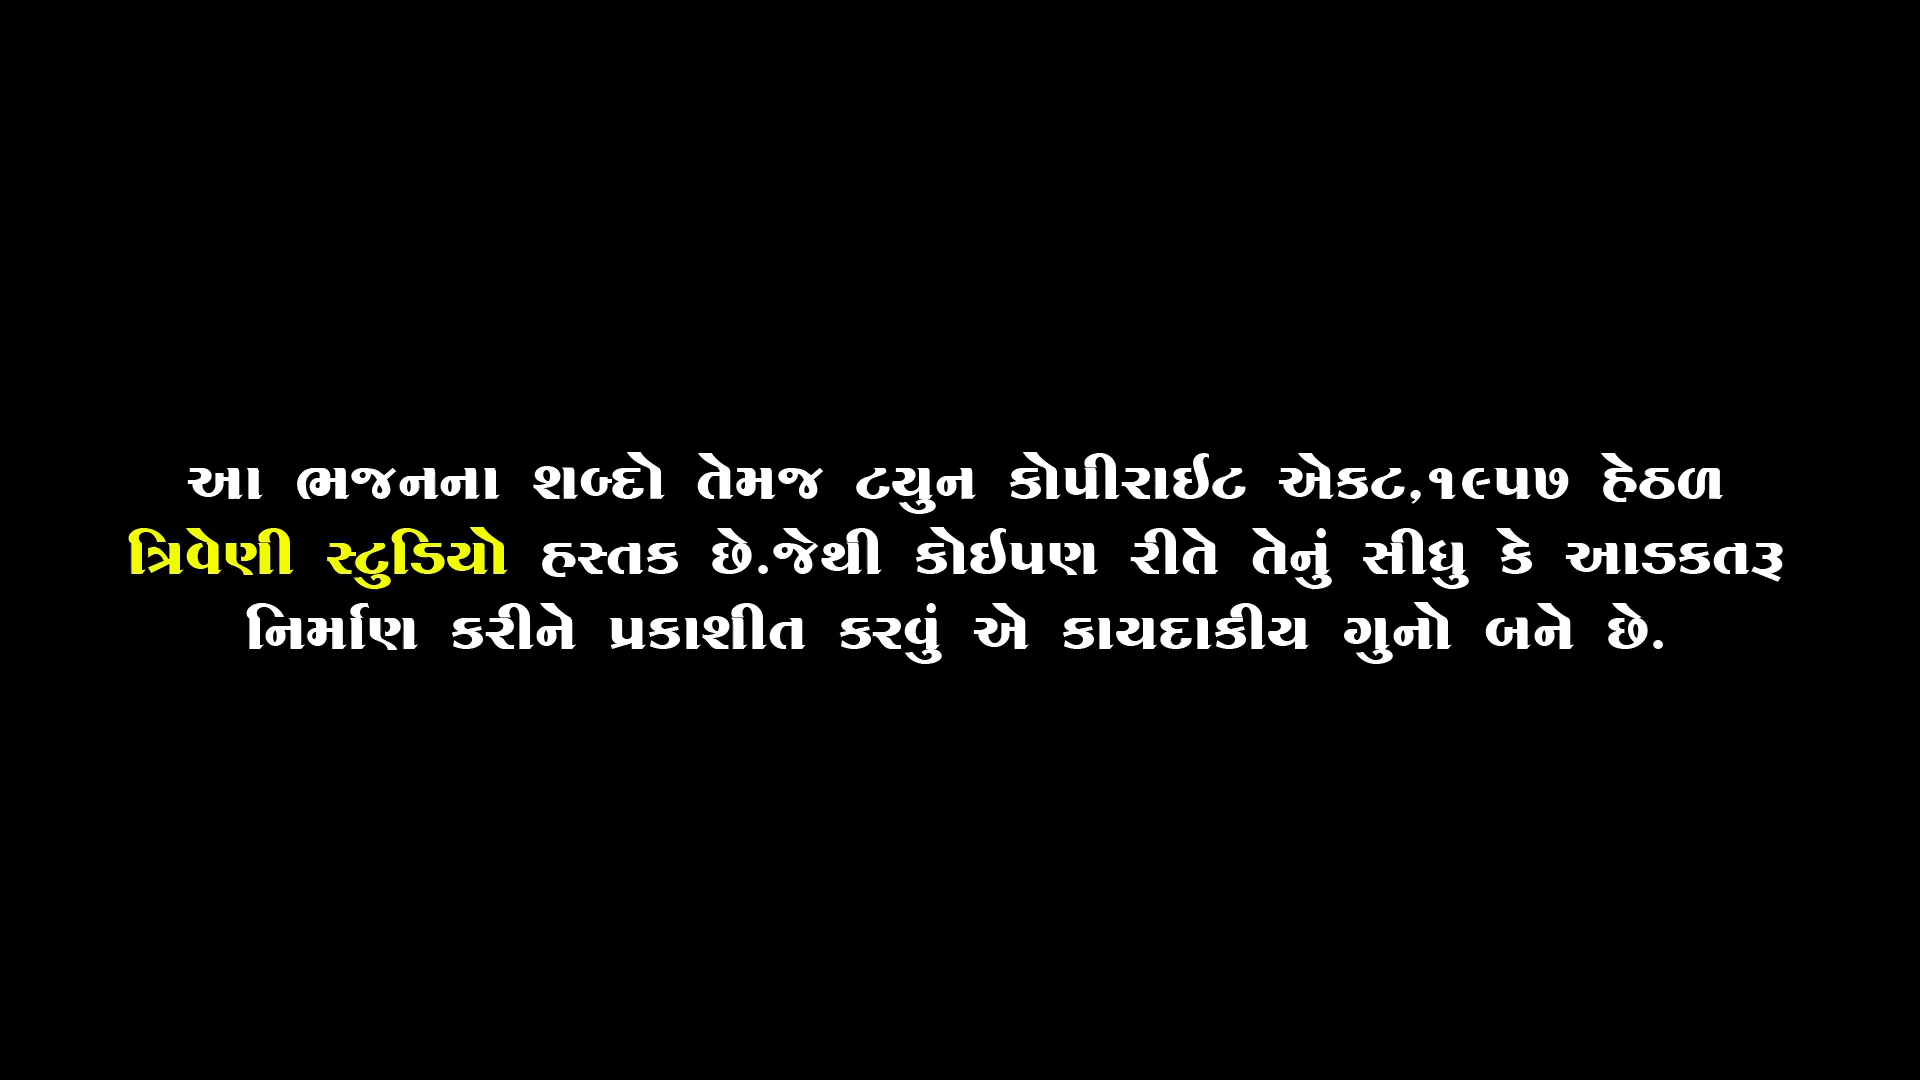 આ ભજનના શબ્દો તેમજ ટયુન કોપીરાઈટ એકટ,૧૯૫૭ હેઠળ
ત્રિવેણી સ્ટુડિયો હસ્તક છે.જેથી કોઈપણ રીતે તેનું સીધુ કે આડકતરૂ
નિર્માણ કરીને પ્રકાશીત કરવું એ કાયદાકીય ગુનો બને છે.